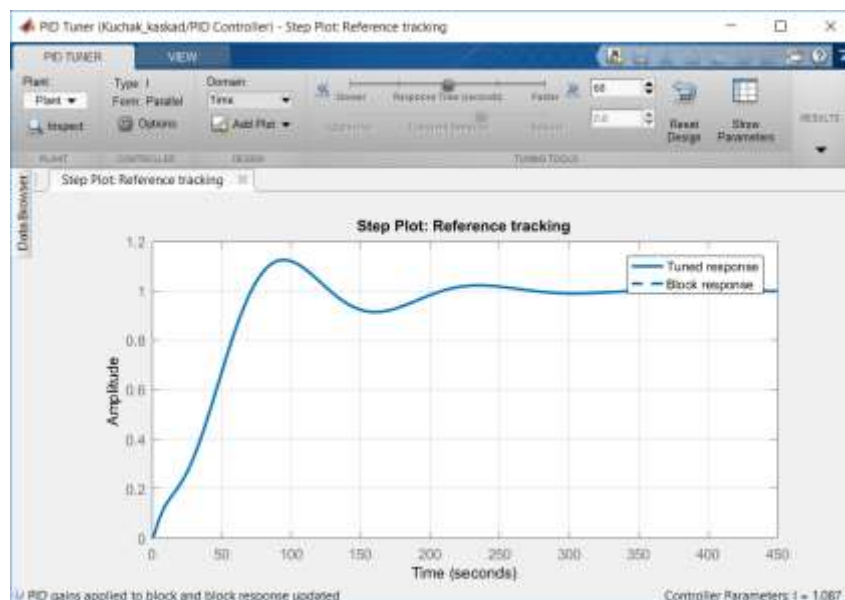 PID Tuner (Kuchak_kaskad/PID Controller) - Step Plot: Reference tracking
PID TUNER VIEW
Plant: Type: I Domain:
Plant Form: Parallel Time Slower Response Time (seconds) Faster 68
Inspect Options Add Plot Robust 0.6 Reset Design Show Parameters RESULTS
PLANT CONTROLLER DESIGN TUNING TOOLS
Data Browser
Step Plot: Reference tracking
Step Plot: Reference tracking
Tuned response
Block response
Amplitude
1.2
1
0.8
0.6
0.4
0.2
0
0 50 100 150 200 250 300 350 400 450
Time (seconds)
PID gains applied to block and block response updated Controller Parameters: I = 1.087